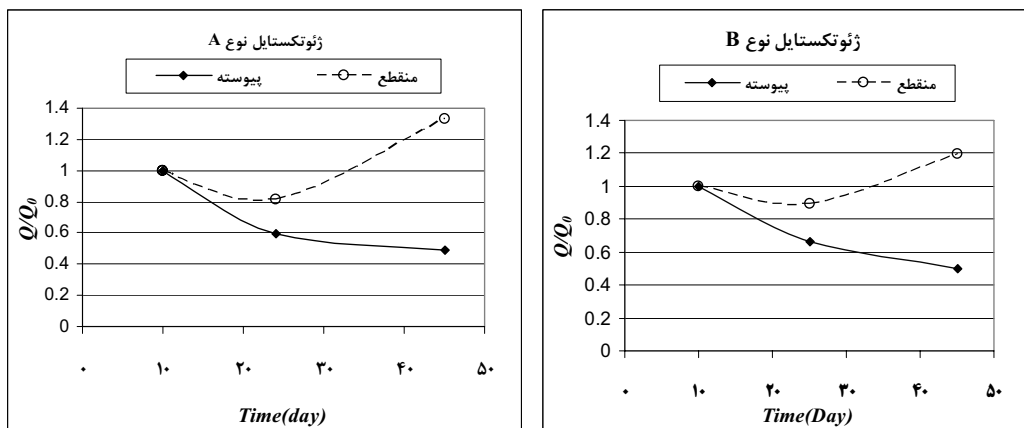 ژئوتکستایل نوع A
پیوسته منقطع
1.4
1.2
1
0.8
0.6
0.4
0.2
0
Q/Q0
۰ ۱۰ ۲۰ ۳۰ ۴۰ ۵۰
Time(day)
ژئوتکستایل نوع B
پیوسته منقطع
1.4
1.2
1
0.8
0.6
0.4
0.2
0
Q/Q0
۰ ۱۰ ۲۰ ۳۰ ۴۰ ۵۰
Time(Day)